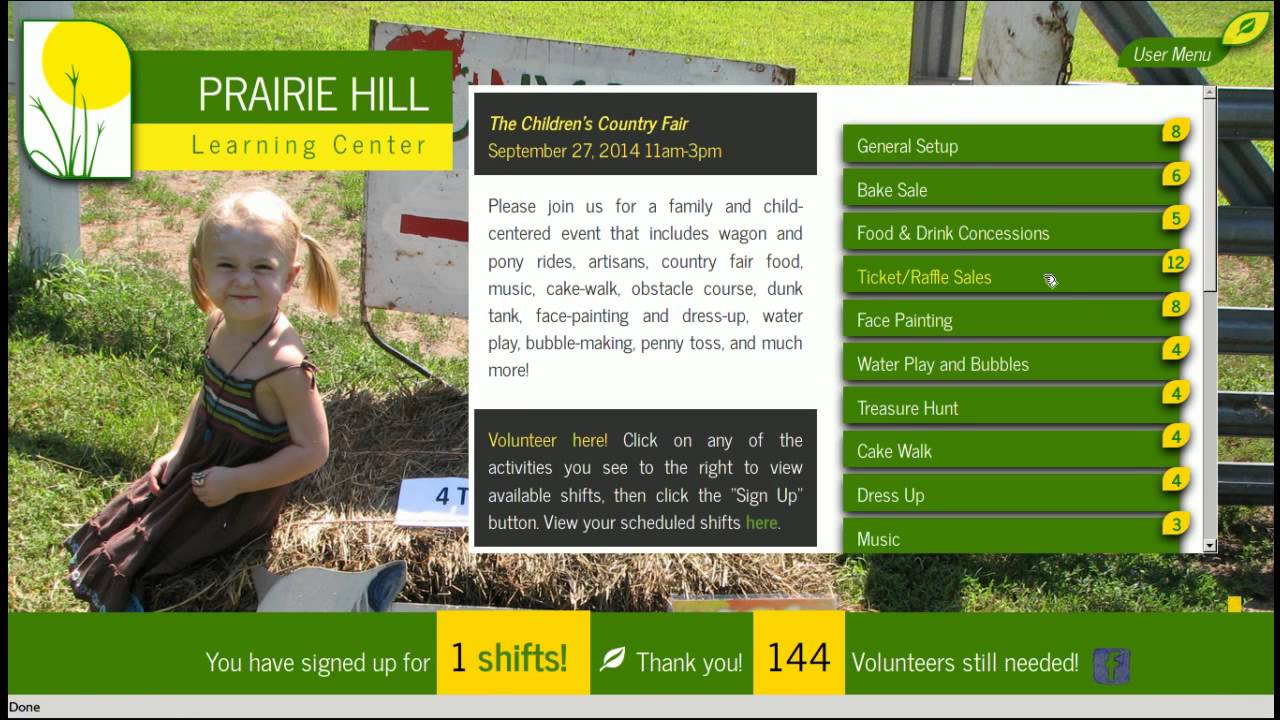 User Menu
PRAIRIE HILL
Learning Center
The Children's Country Fair
September 27, 2014 11am-3pm
Please join us for a family and child-
centered event that includes wagon and
pony rides, artisans, country fair food,
music, cake-walk, obstacle course, dunk
tank, face-painting and dress-up, water
play, bubble-making, penny toss, and much
more!
Volunteer here! Click on any of the
activities you see to the right to view
available shifts, then click the "Sign Up"
button. View your scheduled shifts here.
General Setup 8
Bake Sale 6
Food & Drink Concessions 5
Ticket/Raffle Sales 12
Face Painting 8
Water Play and Bubbles 4
Treasure Hunt 4
Cake Walk 4
Dress Up 4
Music 3
4 T
You have signed up for 1 shifts! Thank you! 144 Volunteers still needed! f
Done